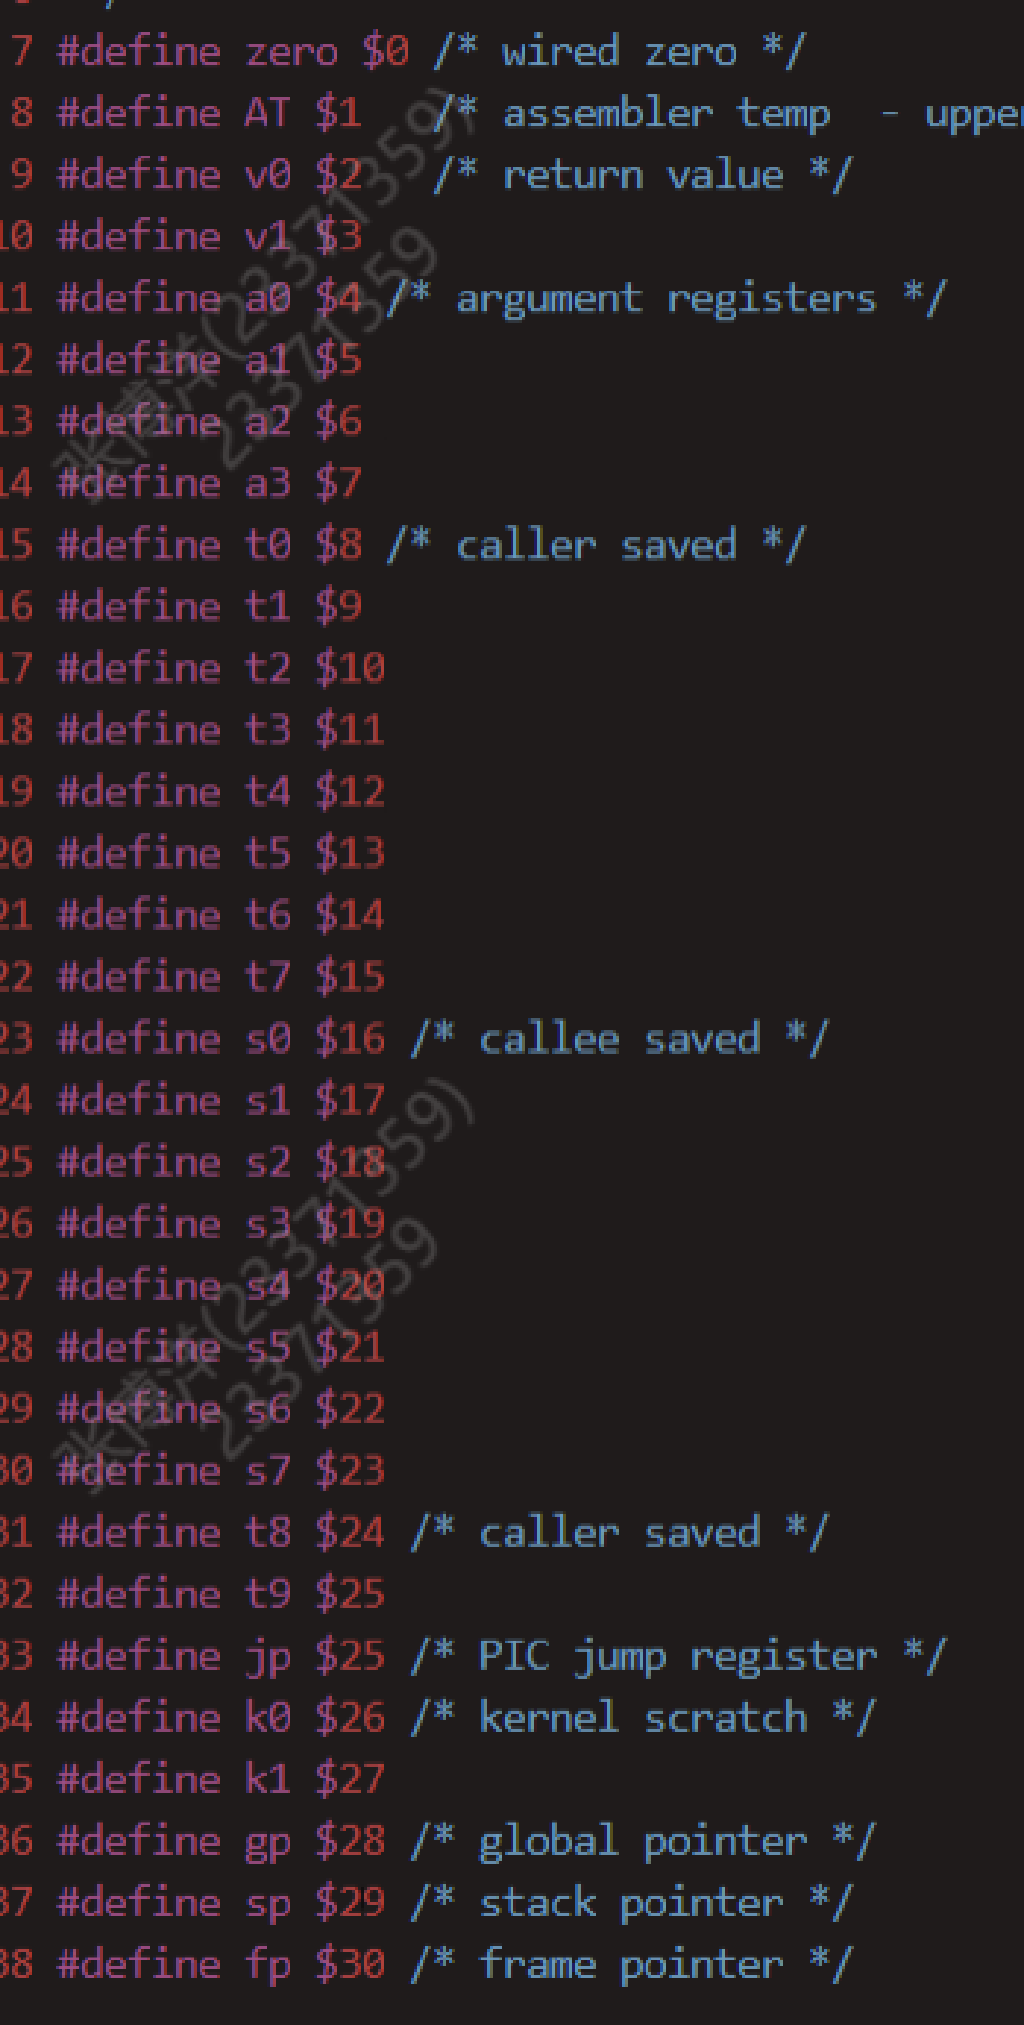 7 #define zero $0 /* wired zero */
8 #define AT $1 /* assembler temp - upper
9 #define v0 $2 /* return value */
10 #define v1 $3
11 #define a0 $4 /* argument registers */
12 #define a1 $5
13 #define a2 $6
14 #define a3 $7
15 #define t0 $8 /* caller saved */
16 #define t1 $9
17 #define t2 $10
18 #define t3 $11
19 #define t4 $12
20 #define t5 $13
21 #define t6 $14
22 #define t7 $15
23 #define s0 $16 /* callee saved */
24 #define s1 $17
25 #define s2 $18
26 #define s3 $19
27 #define s4 $20
28 #define s5 $21
29 #define s6 $22
30 #define s7 $23
31 #define t8 $24 /* caller saved */
32 #define t9 $25
33 #define jp $25 /* PIC jump register */
34 #define k0 $26 /* kernel scratch */
35 #define k1 $27
36 #define gp $28 /* global pointer */
37 #define sp $29 /* stack pointer */
38 #define fp $30 /* frame pointer */
张博洋(22371359)
22371359
张博洋(22371359)
22371359